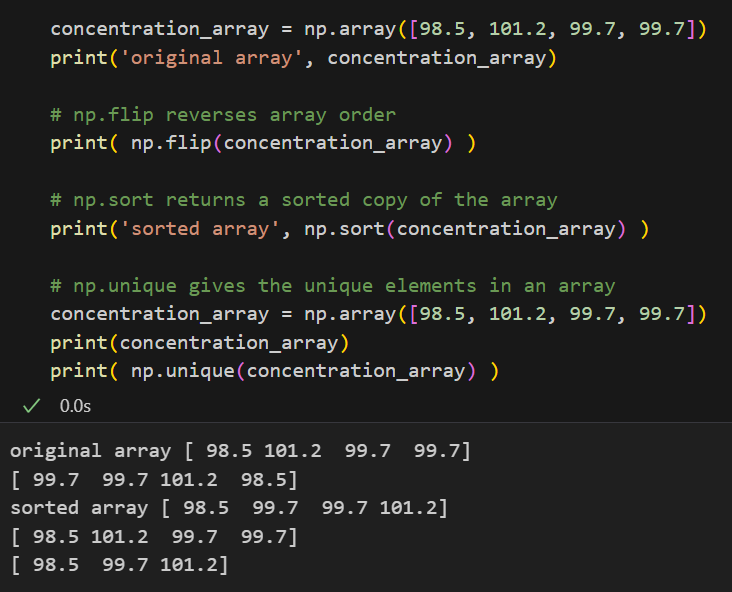 concentration_array = np.array([98.5, 101.2, 99.7, 99.7])
print('original array', concentration_array)
# np.flip reverses array order
print( np.flip(concentration_array) )
# np.sort returns a sorted copy of the array
print('sorted array', np.sort(concentration_array) )
# np.unique gives the unique elements in an array
concentration_array = np.array([98.5, 101.2, 99.7, 99.7])
print(concentration_array)
print( np.unique(concentration_array) )
0.0s
original array [ 98.5 101.2  99.7  99.7]
[ 99.7  99.7 101.2  98.5]
sorted array [ 98.5  99.7  99.7 101.2]
[ 98.5 101.2  99.7  99.7]
[ 98.5  99.7 101.2]